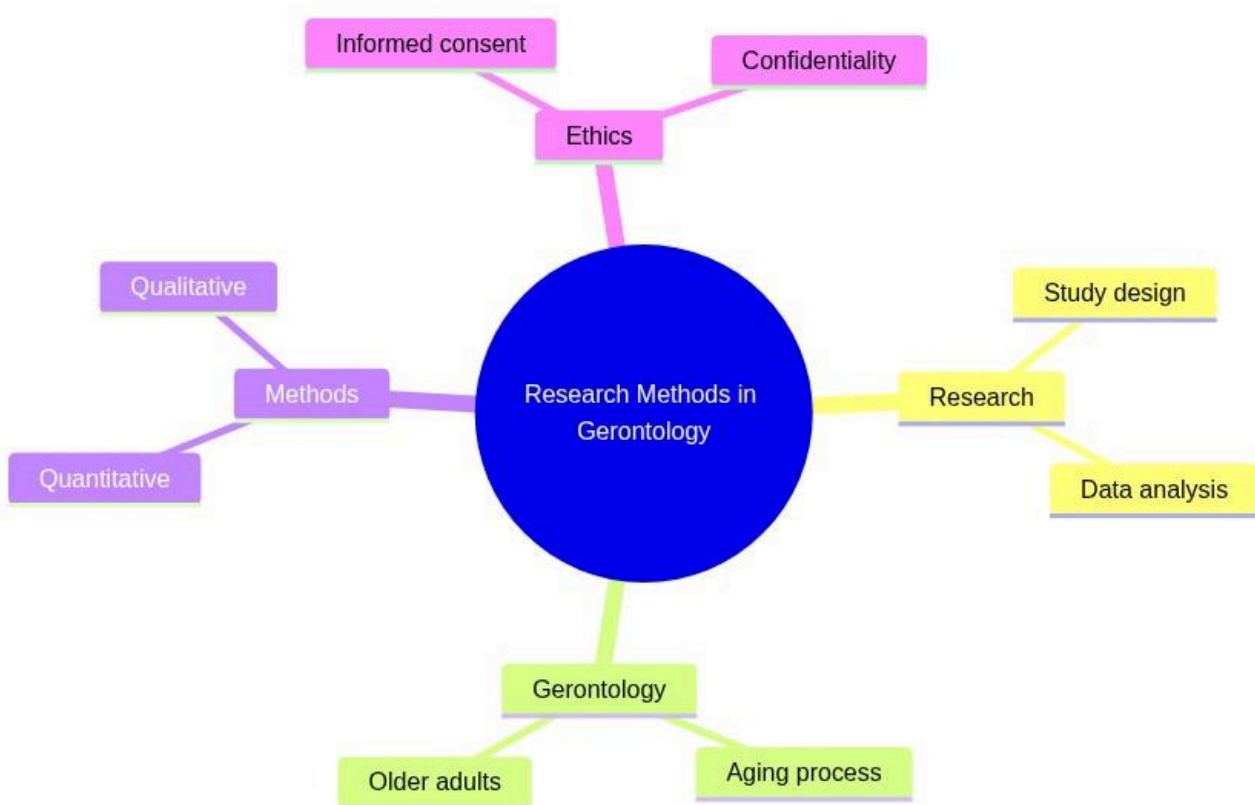 Informed consent
Confidentiality
Ethics
Qualitative
Study design
Methods
Research Methods in
Gerontology
Research
Quantitative
Data analysis
Gerontology
Older adults
Aging process